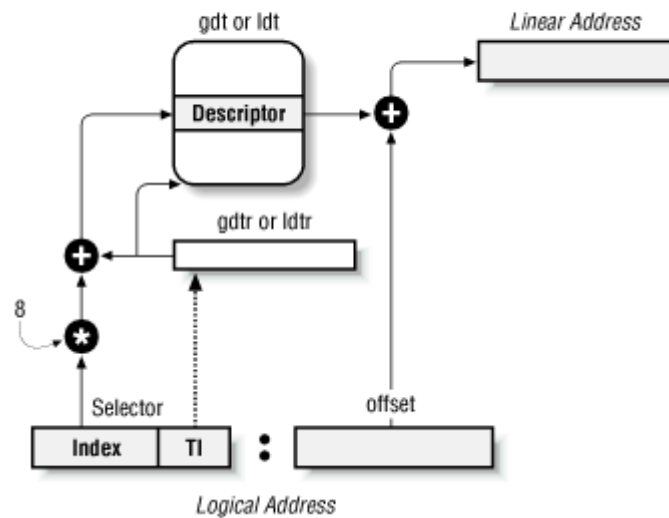 gdt or ldt
Linear Address
Descriptor
+
gdtr or ldtr
+
8
*
Selector
offset
Index
TI
:
Logical Address